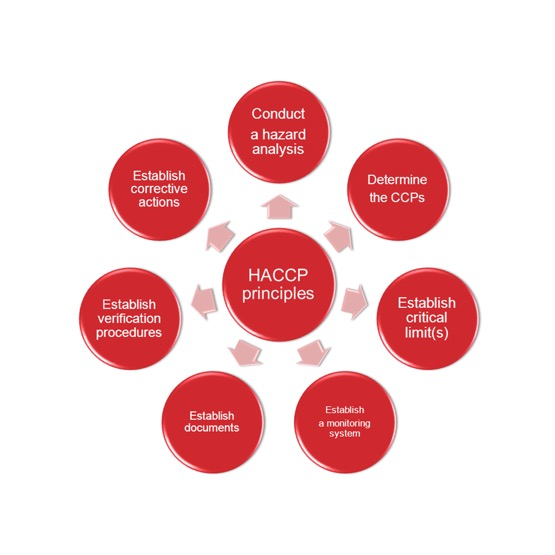 Conduct
a hazard
analysis
Determine
the CCPs
Establish
critical
limit(s)
Establish
a monitoring
system
Establish
documents
Establish
verification
procedures
Establish
corrective
actions
HACCP
principles